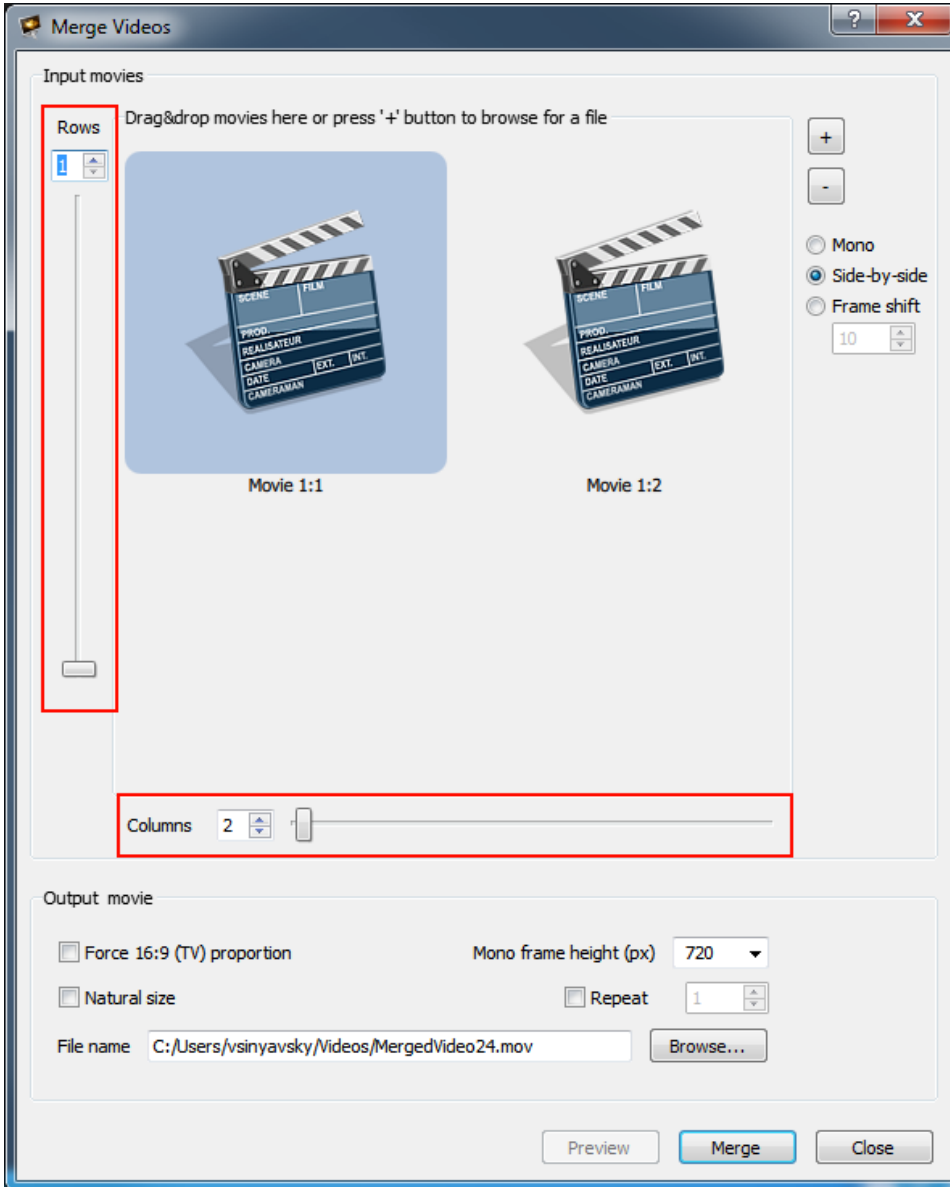 Merge Videos
?
X
Input movies
Rows
1
Drag&drop movies here or press '+' button to browse for a file
+
-
Mono
Side-by-side
Frame shift
10
SCENE FILM
PROD.
REALISATEUR
CAMERA EXT. INT.
DATE
CAMERAMAN
Movie 1:1
SCENE FILM
PROD.
REALISATEUR
CAMERA EXT. INT.
DATE
CAMERAMAN
Movie 1:2
Columns 2
Output movie
Force 16:9 (TV) proportion
Mono frame height (px) 720
Natural size
Repeat 1
File name C:/Users/vsinyavsky/Videos/MergedVideo24.mov Browse...
Preview Merge Close